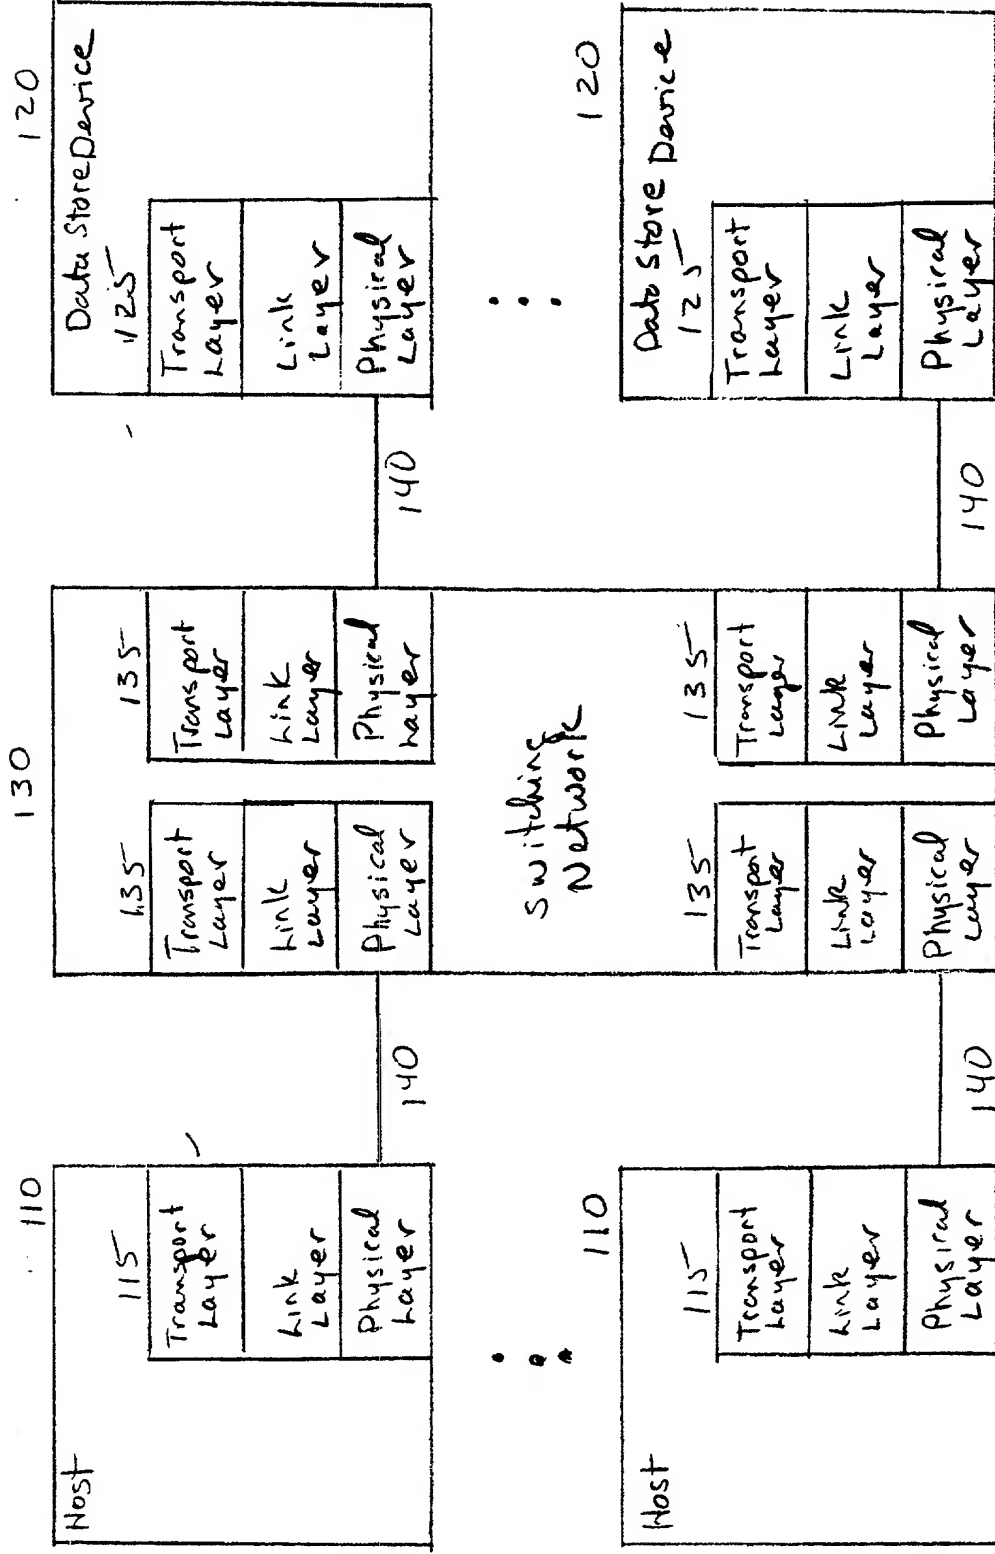 110
130
120
Host
115
Transport
Layer
Link
Layer
Physical
Layer
140
135
Transport
Layer
Link
Layer
Physical
Layer
135
Transport
Layer
Link
Layer
Physical
Layer
140
Data Store Device
125
Transport
Layer
Link
Layer
Physical
Layer
Switching
Network
110
120
Host
115
Transport
Layer
Link
Layer
Physical
Layer
140
135
Transport
Layer
Link
Layer
Physical
Layer
135
Transport
Layer
Link
Layer
Physical
Layer
140
Data Store Device
125
Transport
Layer
Link
Layer
Physical
Layer